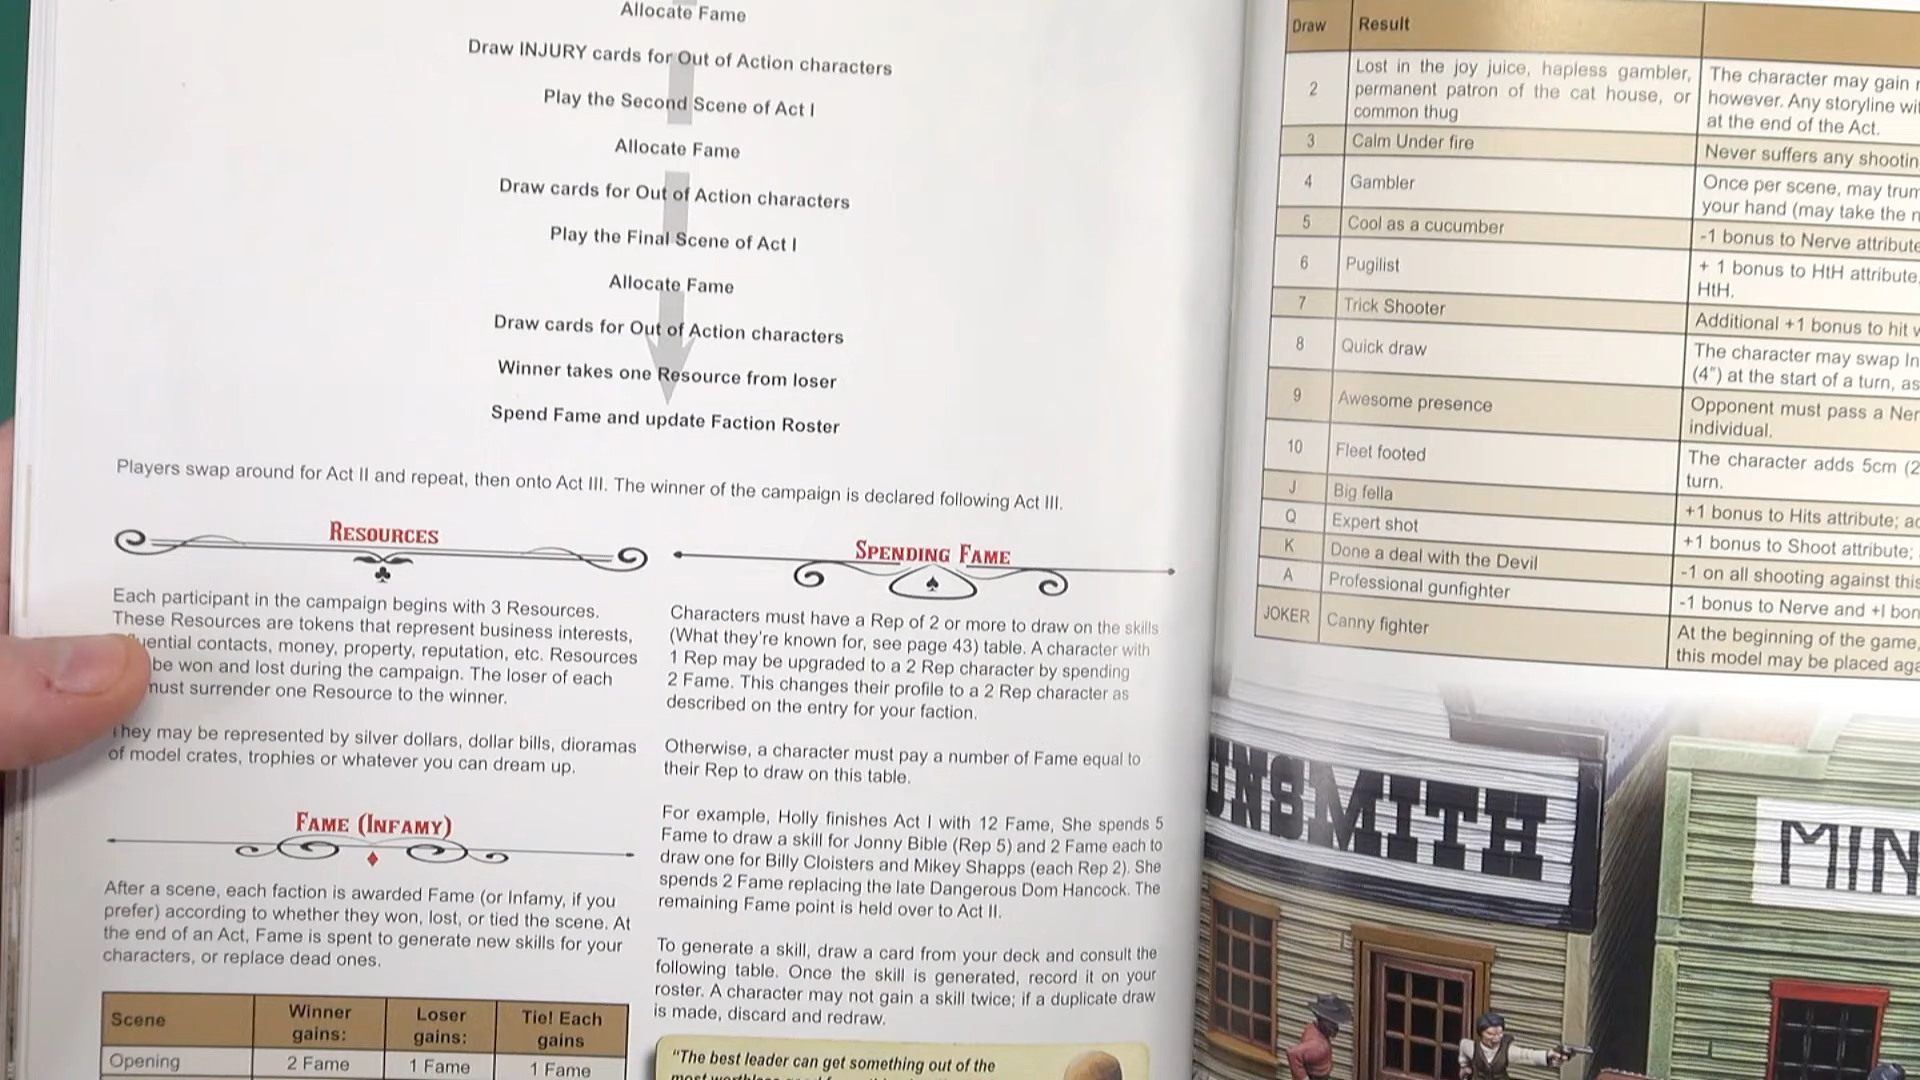 Allocate Fame
Draw INJURY cards for Out of Action characters
Play the Second Scene of Act I
Allocate Fame
Draw cards for Out of Action characters
Play the Final Scene of Act I
Allocate Fame
Draw cards for Out of Action characters
Winner takes one Resource from loser
Spend Fame and update Faction Roster
Players swap around for Act II and repeat, then onto Act III. The winner of the campaign is declared following Act III.
RESOURCES
Each participant in the campaign begins with 3 Resources.
These Resources are tokens that represent business interests,
contacts, money, property, reputation, etc. Resources
be won and lost during the campaign. The loser of each
must surrender one Resource to the winner.
They may be represented by silver dollars, dollar bills, dioramas
of model crates, trophies or whatever you can dream up.
FAME (INFAMY)
After a scene, each faction is awarded Fame (or Infamy, if you
prefer) according to whether they won, lost, or tied the scene. At
the end of an Act, Fame is spent to generate new skills for your
characters, or replace dead ones.
Scene Winner gains: Loser gains: Tie! Each gains
Opening 2 Fame 1 Fame 1 Fame
SPENDING FAME
Characters must have a Rep of 2 or more to draw on the skills
(What they're known for, see page 43) table. A character with
1 Rep may be upgraded to a 2 Rep character by spending
2 Fame. This changes their profile to a 2 Rep character as
described on the entry for your faction.
Otherwise, a character must pay a number of Fame equal to
their Rep to draw on this table.
For example, Holly finishes Act I with 12 Fame, She spends 5
Fame to draw a skill for Jonny Bible (Rep 5) and 2 Fame each to
draw one for Billy Cloisters and Mikey Shapps (each Rep 2). She
spends 2 Fame replacing the late Dangerous Dom Hancock. The
remaining Fame point is held over to Act II.
To generate a skill, draw a card from your deck and consult the
following table. Once the skill is generated, record it on your
roster. A character may not gain a skill twice; if a duplicate draw
is made, discard and redraw.
"The best leader can get something out of the
Draw Result
2 Lost in the joy juice, hapless gambler, The character may gain
permanent patron of the cat house, or however. Any storyline
common thug at the end of the Act.
3 Calm Under fire Never suffers any
4 Gambler Once per scene, may
your hand (may take the
5 Cool as a cucumber -1 bonus to Nerve attribute
6 Pugilist + 1 bonus to HtH attribute,
HtH.
7 Trick Shooter Additional +1 bonus to hit
8 Quick draw The character may swap
(4") at the start of a turn, as
9 Awesome presence Opponent must pass a
individual.
10 Fleet footed The character adds 5cm
turn.
J Big fella +1 bonus to Hits attribute;
Q Expert shot +1 bonus to Shoot attribute;
K Done a deal with the Devil -1 on all shooting against this
A Professional gunfighter -1 bonus to Nerve and +I
JOKER Canny fighter At the beginning of the game,
this model may be placed
UNSMITH
MIN